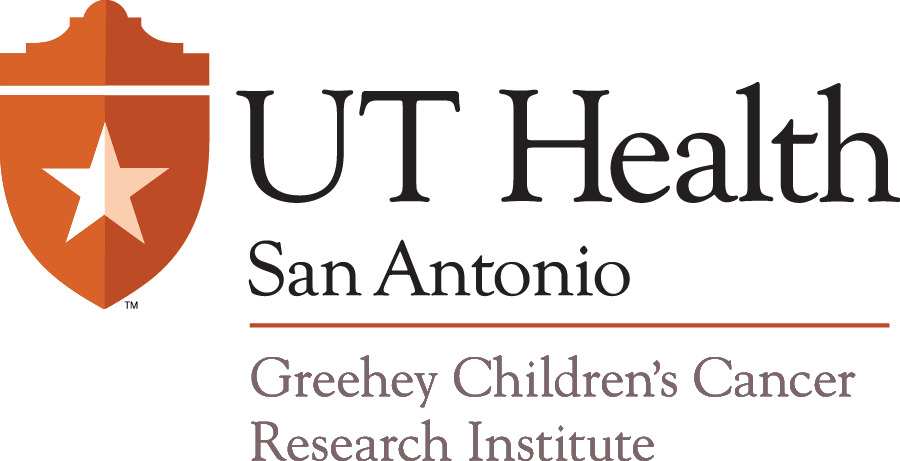 UT Health
San Antonio
™
Greehey Children's Cancer
Research Institute